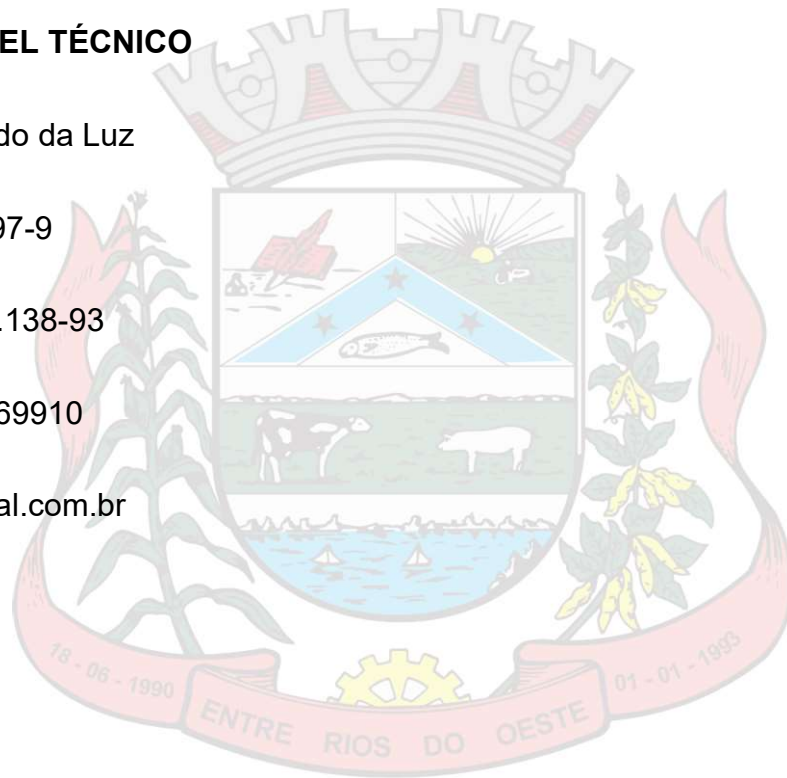 EL TÉCNICO
do da Luz
97-9
.138-93
69910
al.com.br
18 - 06 - 1990
01 - 01 - 1993
ENTRE RIOS DO OESTE